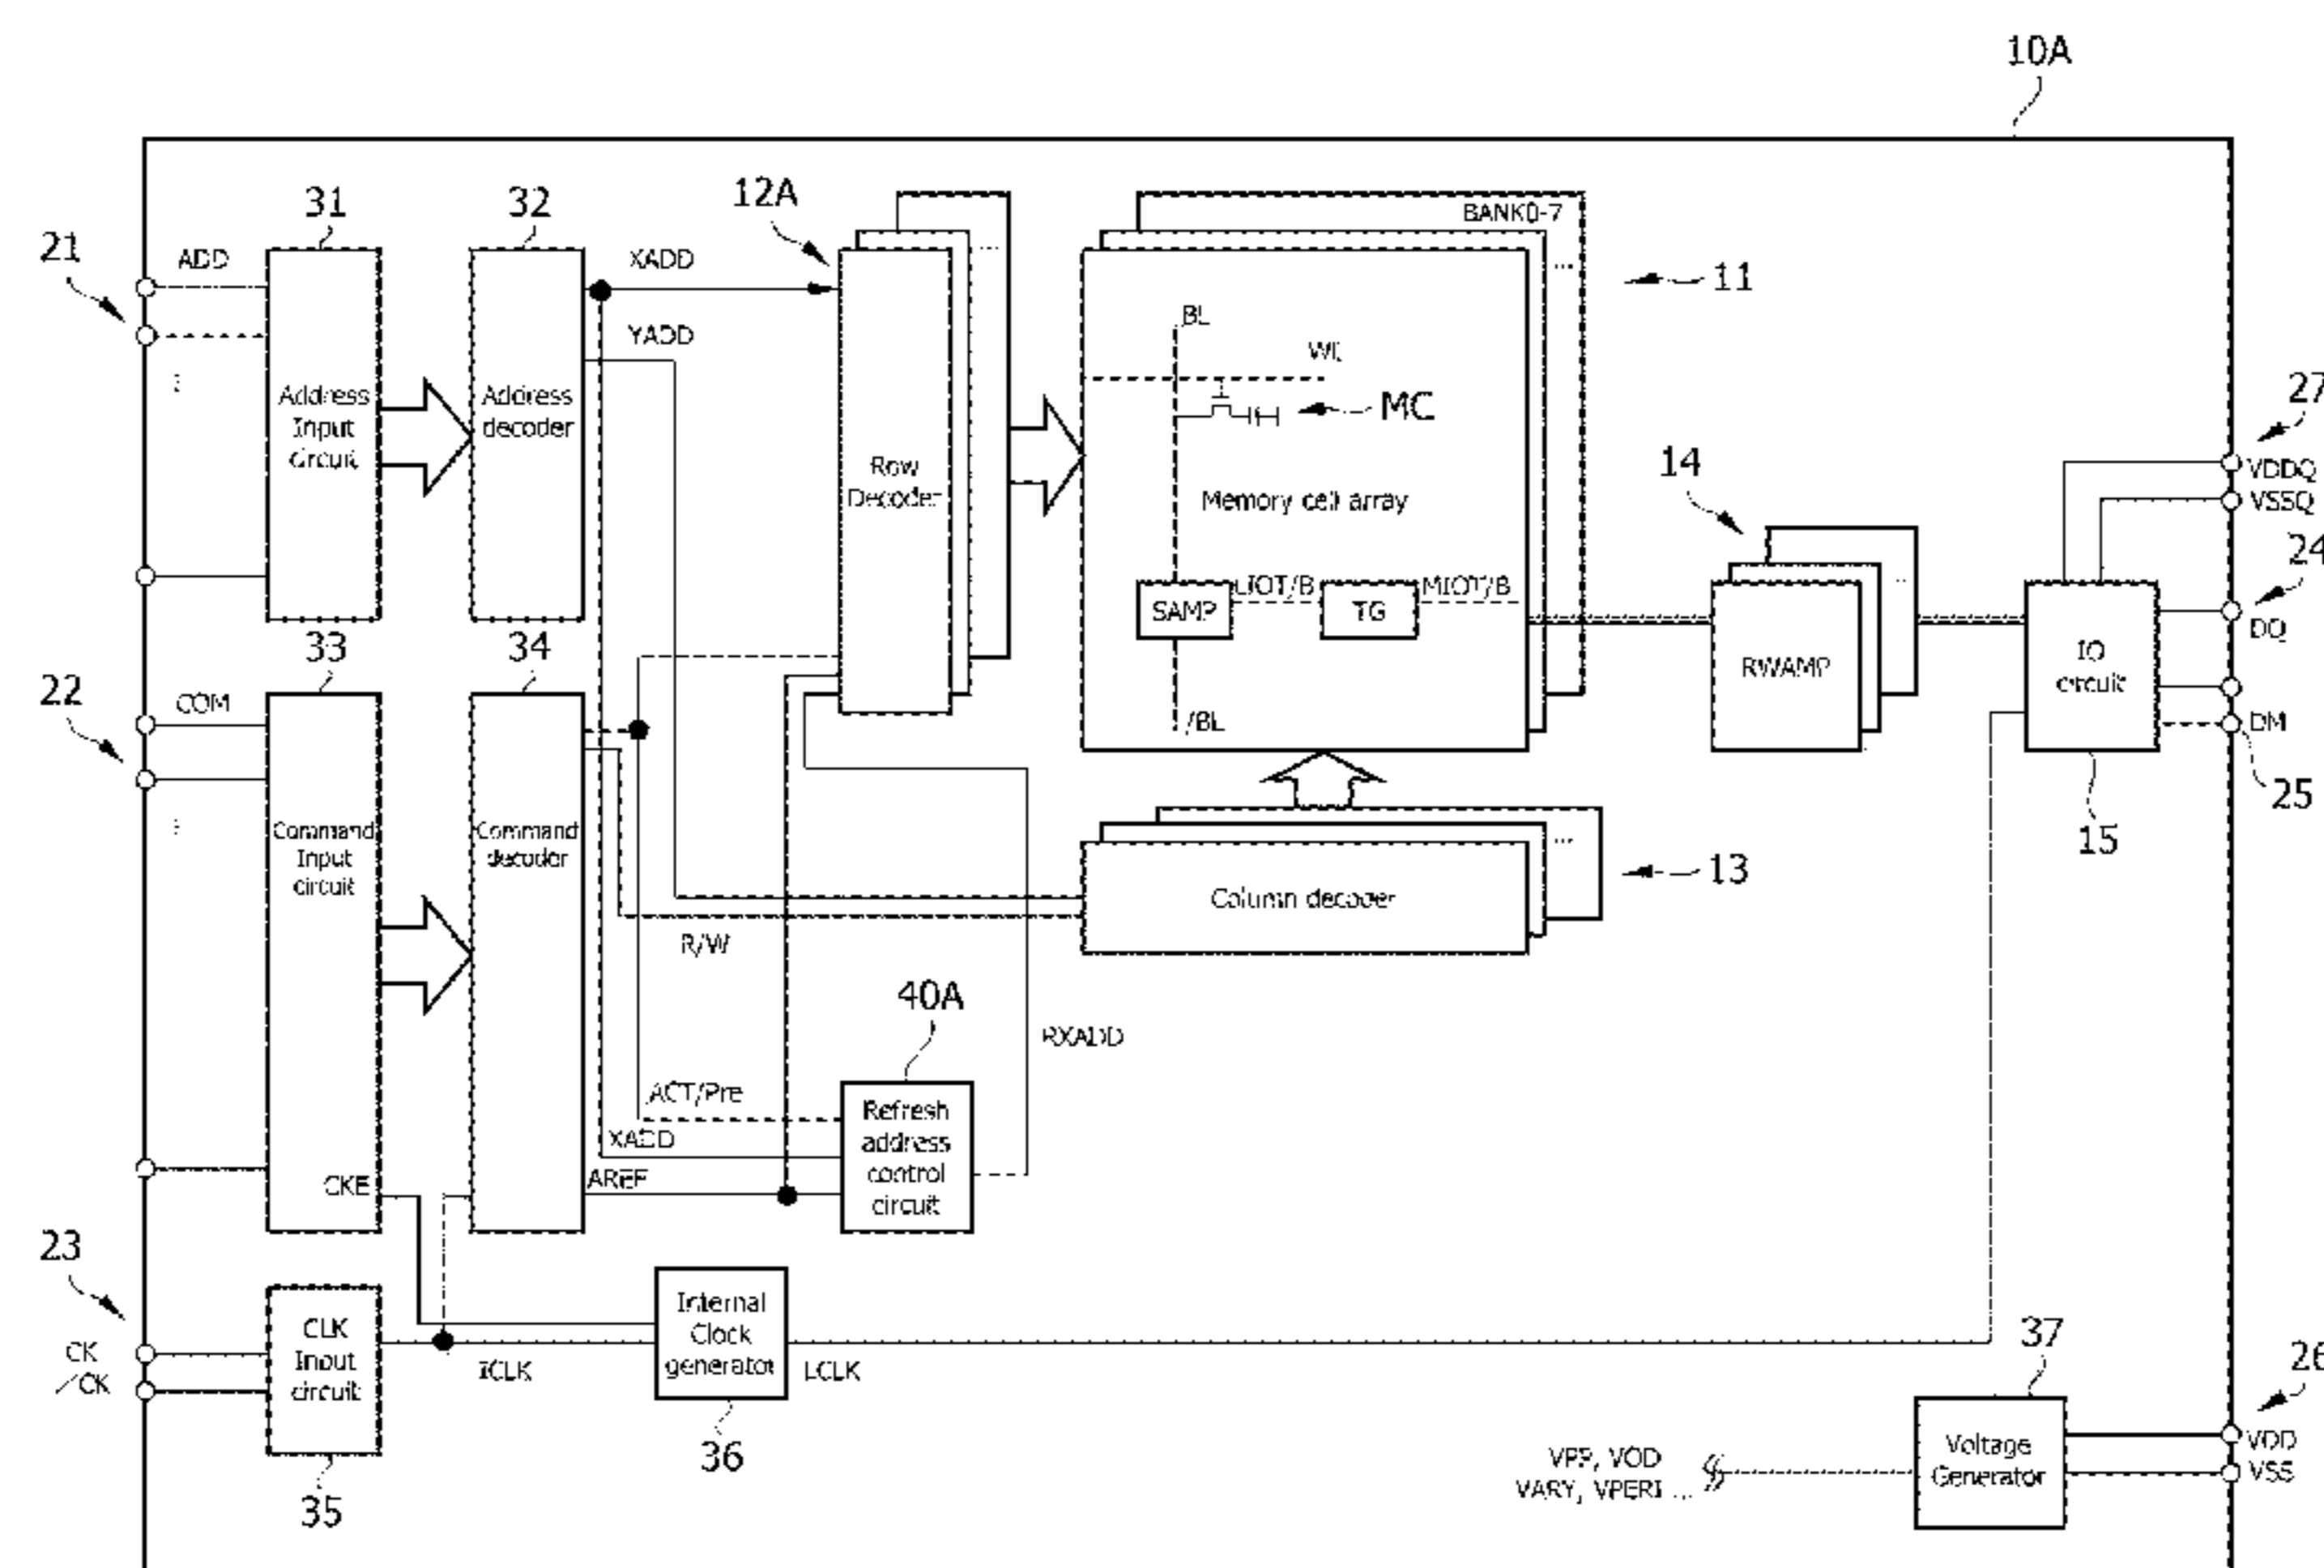 10A
31
32
12A
BANK0-7
21
ADD
XADD
...
...
11
YADD
BL
WL
Address
Input
circuit
Address
decoder
MC
27
Row
Decoder
Memory cell array
14
VDDQ
VSSQ
24
SAMP
LIOT/B
TG
MIOT/B
...
DQ
33
34
RWAMP
IO
circuit
22
COM
/BL
DM
25
Command
Input
circuit
Command
decoder
15
...
13
Column decoder
R/W
40A
RXADD
ACT/Pre
Refresh
address
control
circuit
XADD
AREF
CKE
23
CLK
Input
circuit
Internal
Clock
generator
37
26
CK
/CK
ICLK
LCLK
36
35
VPP, VOD
VARY, VPERI ...
Voltage
Generator
VDD
VSS